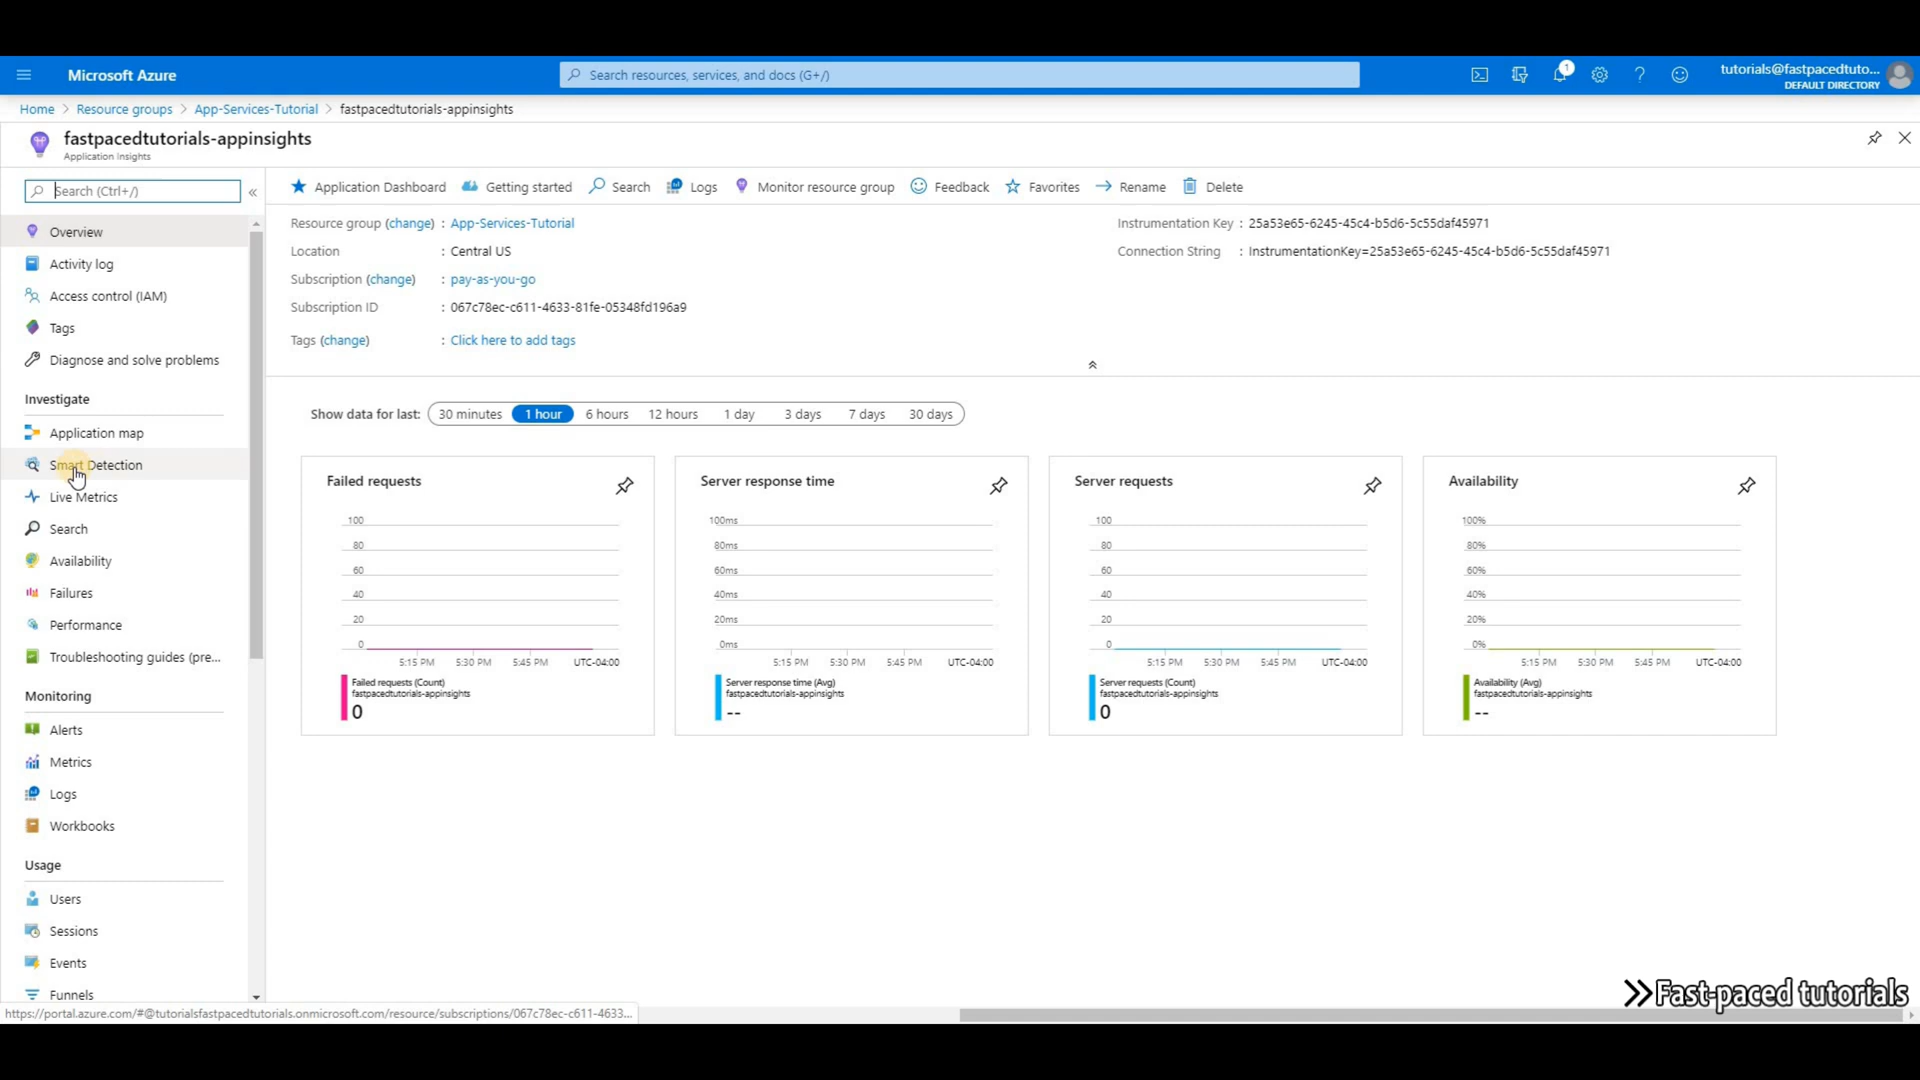 Microsoft Azure
Search resources, services, and docs (G+/)
1
tutorials@fastpacedtuto...
DEFAULT DIRECTORY
Home > Resource groups > App-Services-Tutorial > fastpacedtutorials-appinsights
fastpacedtutorials-appinsights
Application Insights
Search (Ctrl+/)
«
Overview
Activity log
Access control (IAM)
Tags
Diagnose and solve problems
Investigate
Application map
Smart Detection
Live Metrics
Search
Availability
Failures
Performance
Troubleshooting guides (pre...
Monitoring
Alerts
Metrics
Logs
Workbooks
Usage
Users
Sessions
Events
Funnels
Application Dashboard Getting started Search Logs Monitor resource group Feedback Favorites Rename Delete
Resource group (change) : App-Services-Tutorial
Location : Central US
Subscription (change) : pay-as-you-go
Subscription ID : 067c78ec-c611-4633-81fe-05348fd196a9
Tags (change) : Click here to add tags
Instrumentation Key : 25a53e65-6245-45c4-b5d6-5c55daf45971
Connection String : InstrumentationKey=25a53e65-6245-45c4-b5d6-5c55daf45971
Show data for last: 30 minutes 1 hour 6 hours 12 hours 1 day 3 days 7 days 30 days
Failed requests
100
80
60
40
20
0
5:15 PM 5:30 PM 5:45 PM UTC-04:00
Failed requests (Count)
fastpacedtutorials-appinsights
0
Server response time
100ms
80ms
60ms
40ms
20ms
0ms
5:15 PM 5:30 PM 5:45 PM UTC-04:00
Server response time (Avg)
fastpacedtutorials-appinsights
--
Server requests
100
80
60
40
20
0
5:15 PM 5:30 PM 5:45 PM UTC-04:00
Server requests (Count)
fastpacedtutorials-appinsights
0
Availability
100%
80%
60%
40%
20%
0%
5:15 PM 5:30 PM 5:45 PM UTC-04:00
Availability (Avg)
fastpacedtutorials-appinsights
--
Fast-paced tutorials
https://portal.azure.com/#@tutorialsfastpacedtutorials.onmicrosoft.com/resource/subscriptions/067c78ec-c611-4633...